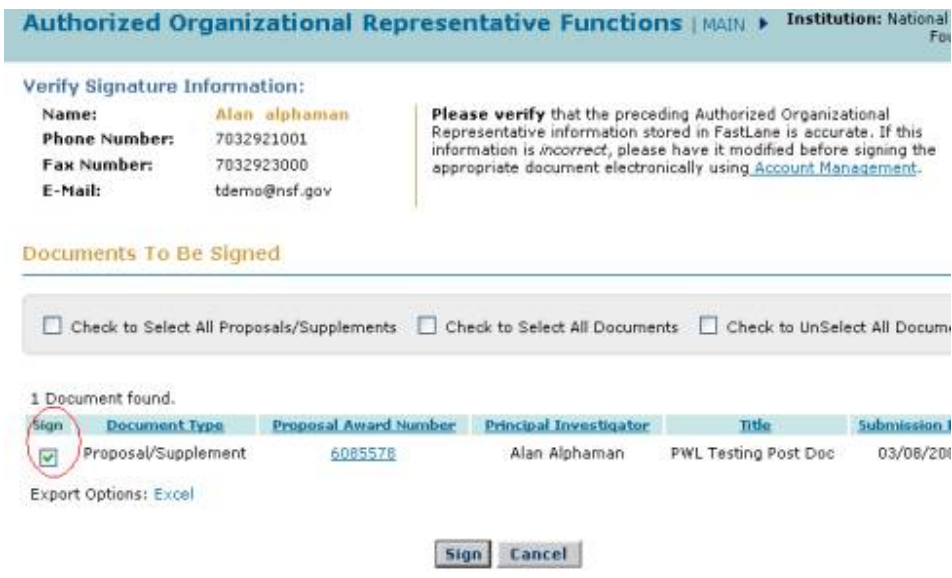 Authorized Organizational Representative Functions | MAIN ▶ Institution: National
Fou
Verify Signature Information:
Name: Alan alphaman
Phone Number: 7032921001
Fax Number: 7032923000
E-Mail: tdemo@nsf.gov
Please verify that the preceding Authorized Organizational
Representative information stored in FastLane is accurate. If this
information is incorrect, please have it modified before signing the
appropriate document electronically using Account Management.
Documents To Be Signed
Check to Select All Proposals/Supplements Check to Select All Documents Check to UnSelect All Docume
1 Document found.
Sign Document Type Proposal Award Number Principal Investigator Title Submission
Proposal/Supplement 6085578 Alan Alphaman PWL Testing Post Doc 03/08/200
Export Options: Excel
Sign Cancel